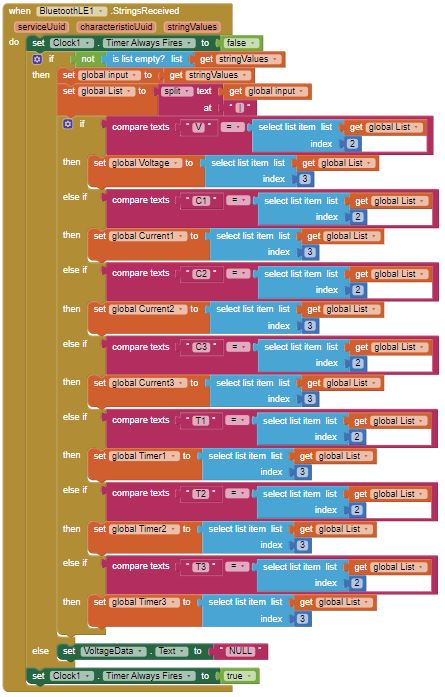 when BluetoothLE1 .StringsReceived
serviceUuid characteristicUuid stringValues
do set Clock1 . Timer Always Fires to false
if not is list empty? list get stringValues
then set global input to get stringValues
set global List to split text get global input
at " | "
if compare texts " V " = select list item list get global List
index 2
then set global Voltage to select list item list get global List
index 3
else if compare texts " C1 " = select list item list get global List
index 2
then set global Current1 to select list item list get global List
index 3
else if compare texts " C2 " = select list item list get global List
index 2
then set global Current2 to select list item list get global List
index 3
else if compare texts " C3 " = select list item list get global List
index 2
then set global Current3 to select list item list get global List
index 3
else if compare texts " T1 " = select list item list get global List
index 2
then set global Timer1 to select list item list get global List
index 3
else if compare texts " T2 " = select list item list get global List
index 2
then set global Timer2 to select list item list get global List
index 3
else if compare texts " T3 " = select list item list get global List
index 2
then set global Timer3 to select list item list get global List
index 3
else set VoltageData . Text to " NULL "
set Clock1 . Timer Always Fires to true